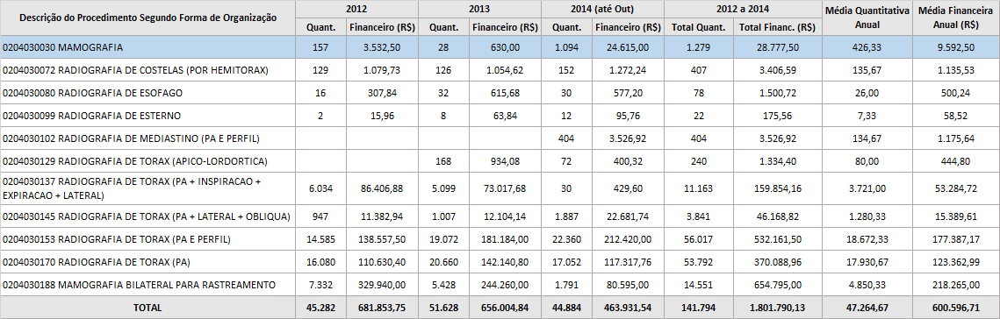 Descrição do Procedimento Segundo Forma de Organização 2012 2013 2014 (até Out) 2012 a 2014 Média Quantitativa Anual Média Financeira Anual (R$)
Quant. Financeiro (R$) Quant. Financeiro (R$) Quant. Financeiro (R$) Total Quant. Total Financ. (R$)
0204030030 MAMOGRAFIA 157 3.532,50 28 630,00 1.094 24.615,00 1.279 28.777,50 426,33 9.592,50
0204030072 RADIOGRAFIA DE COSTELAS (POR HEMITORAX) 129 1.079,73 126 1.054,62 152 1.272,24 407 3.406,59 135,67 1.135,53
0204030080 RADIOGRAFIA DE ESOFAGO 16 307,84 32 615,68 30 577,20 78 1.500,72 26,00 500,24
0204030099 RADIOGRAFIA DE ESTERNO 2 15,96 8 63,84 12 95,76 22 175,56 7,33 58,52
0204030102 RADIOGRAFIA DE MEDIASTINO (PA E PERFIL) 404 3.526,92 404 3.526,92 134,67 1.175,64
0204030129 RADIOGRAFIA DE TORAX (APICO-LORDORTICA) 168 934,08 72 400,32 240 1.334,40 80,00 444,80
0204030137 RADIOGRAFIA DE TORAX (PA + INSPIRACAO +
EXPIRACAO + LATERAL) 6.034 86.406,88 5.099 73.017,68 30 429,60 11.163 159.854,16 3.721,00 53.284,72
0204030145 RADIOGRAFIA DE TORAX (PA + LATERAL + OBLIQUA) 947 11.382,94 1.007 12.104,14 1.887 22.681,74 3.841 46.168,82 1.280,33 15.389,61
0204030153 RADIOGRAFIA DE TORAX (PA E PERFIL) 14.585 138.557,50 19.072 181.184,00 22.360 212.420,00 56.017 532.161,50 18.672,33 177.387,17
0204030170 RADIOGRAFIA DE TORAX (PA) 16.080 110.630,40 20.660 142.140,80 17.052 117.317,76 53.792 370.088,96 17.930,67 123.362,99
0204030188 MAMOGRAFIA BILATERAL PARA RASTREAMENTO 7.332 329.940,00 5.428 244.260,00 1.791 80.595,00 14.551 654.795,00 4.850,33 218.265,00
TOTAL 45.282 681.853,75 51.628 656.004,84 44.884 463.931,54 141.794 1.801.790,13 47.264,67 600.596,71